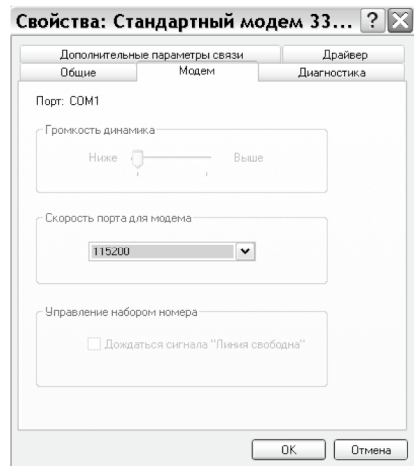 Свойства: Стандартный модем 33...
Дополнительные параметры связи Драйвер
Общие Модем Диагностика
Порт: COM1
Громкость динамика
Ниже Выше
Скорость порта для модема
115200
Управление набором номера
Дождаться сигнала "Линия свободна"
OK Отмена